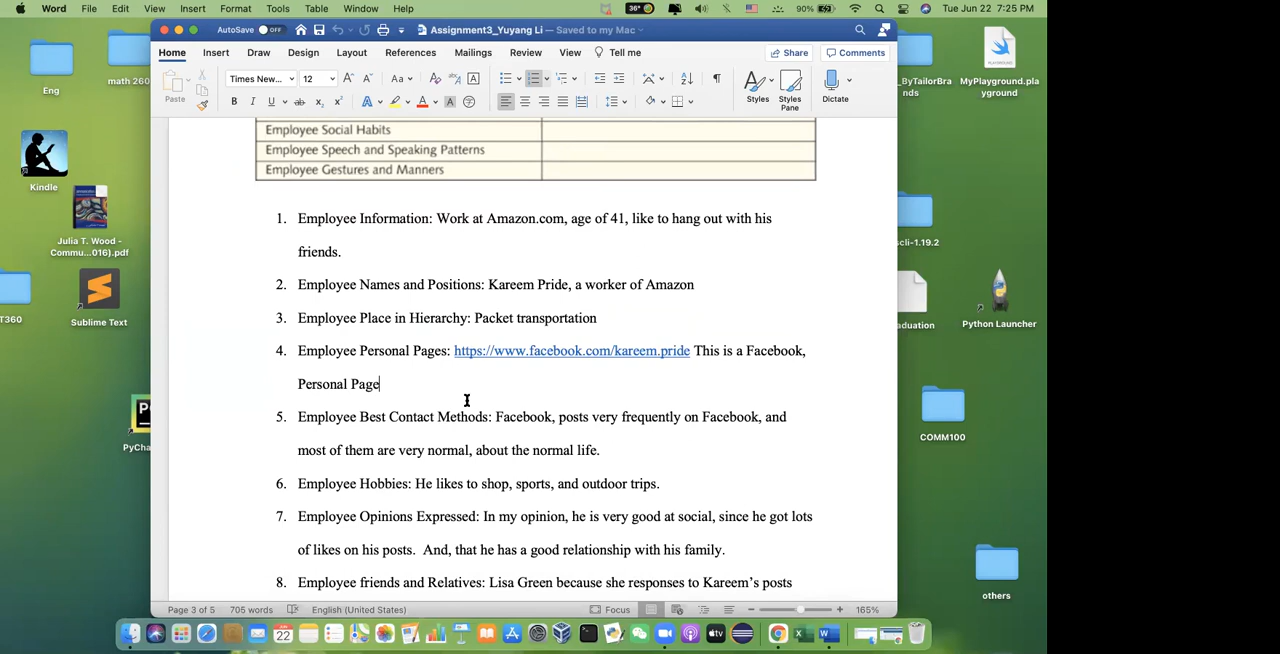 Word File Edit View Insert Format Tools Table Window Help 36° 90% Tue Jun 22 7:25 PM
AutoSave OFF Assignment3_Yuyang Li — Saved to my Mac
Home Insert Draw Design Layout References Mailings Review View Tell me Share Comments
Paste Times New... 12 Aa Styles Styles Pane Dictate
Eng
math 260
_ByTailorBra
nds
MyPlayground.pla
yground
Kindle
Julia T. Wood -
Commu...016).pdf
T360
Sublime Text
PyCha
scli-1.19.2
aduation
Python Launcher
COMM100
others
Employee Social Habits
Employee Speech and Speaking Patterns
Employee Gestures and Manners
1. Employee Information: Work at Amazon.com, age of 41, like to hang out with his
friends.
2. Employee Names and Positions: Kareem Pride, a worker of Amazon
3. Employee Place in Hierarchy: Packet transportation
4. Employee Personal Pages: https://www.facebook.com/kareem.pride This is a Facebook,
Personal Page
5. Employee Best Contact Methods: Facebook, posts very frequently on Facebook, and
most of them are very normal, about the normal life.
6. Employee Hobbies: He likes to shop, sports, and outdoor trips.
7. Employee Opinions Expressed: In my opinion, he is very good at social, since he got lots
of likes on his posts.  And, that he has a good relationship with his family.
8. Employee friends and Relatives: Lisa Green because she responses to Kareem’s posts
Page 3 of 5 705 words English (United States) Focus 165%